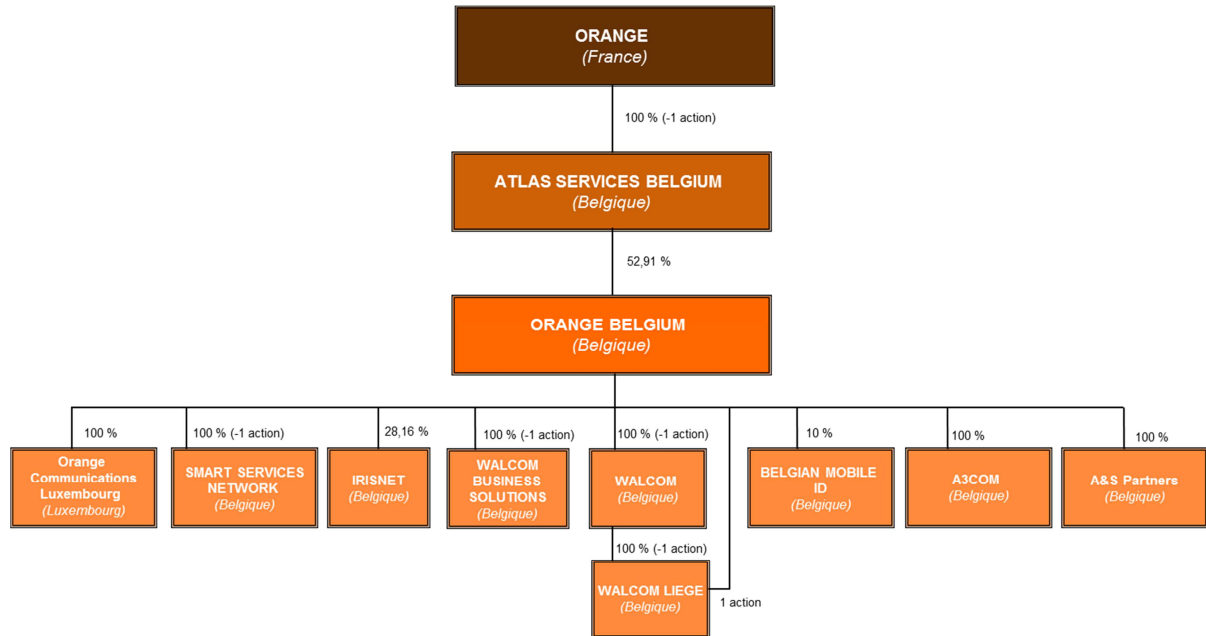 ORANGE
(France)
100 % (-1 action)
ATLAS SERVICES BELGIUM
(Belgique)
52,91 %
ORANGE BELGIUM
(Belgique)
100 %
100 % (-1 action)
28,16 %
100 % (-1 action)
100 % (-1 action)
10 %
100 %
100 %
Orange
Communications
Luxembourg
(Luxembourg)
SMART SERVICES
NETWORK
(Belgique)
IRISNET
(Belgique)
WALCOM
BUSINESS
SOLUTIONS
(Belgique)
WALCOM
(Belgique)
BELGIAN MOBILE
ID
(Belgique)
A3COM
(Belgique)
A&S Partners
(Belgique)
100 % (-1 action)
WALCOM LIEGE
(Belgique)
1 action